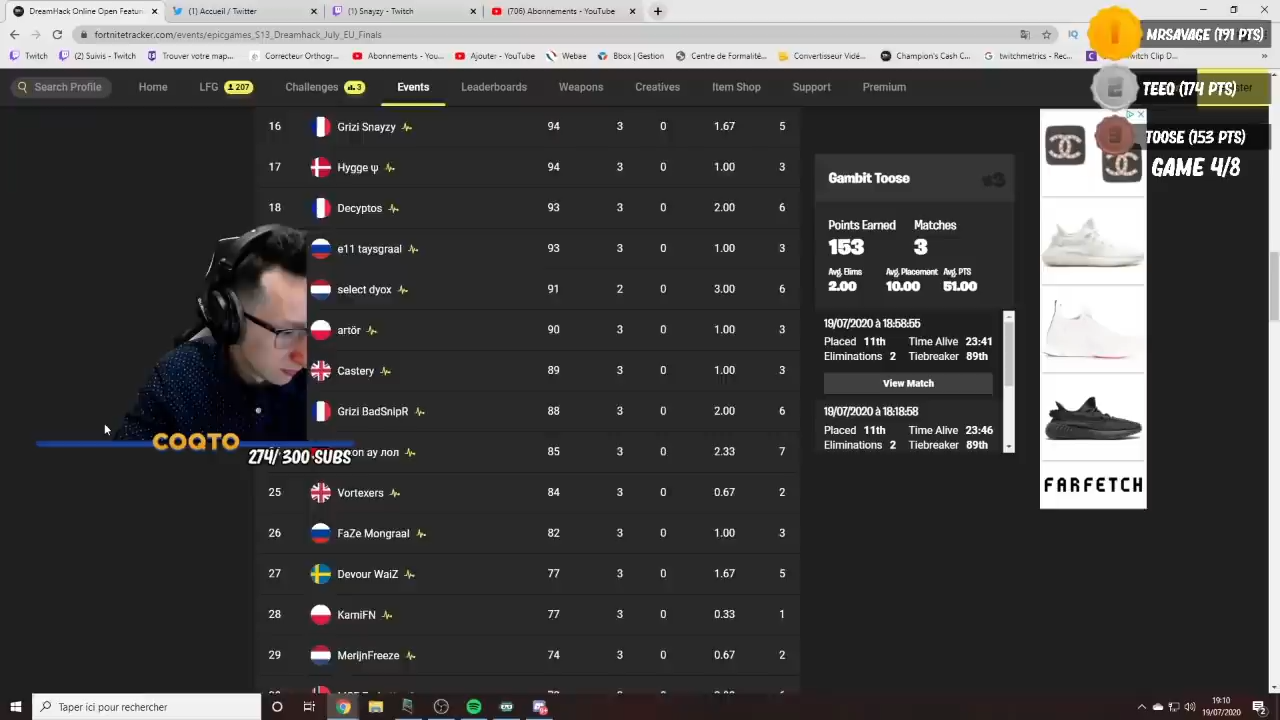 DreamHack Online Open Featur
(1) Accueil / Twitter
(1) Snayzy - Twitch
(706) Abonnements - YouTube
fortnitetracker.com/events/epicgames_S13_Dreamhack_July_EU_Finals
MRSAVAGE (191 PTS)
Twitch
(2) Suivis - Twitch
Trouver votre mapp...
Correcteur Orthogr...
YouTube
(1) Something - You...
Ajouter - YouTube
Webee
Bbox | Gestion
Centre de Formalité...
Convertisseur Vidé...
Champion's Cash C...
twitchmetrics - Rec...
Twitch Clip D...
Search Profile
Home
LFG 207
Challenges 3
Events
Leaderboards
Weapons
Creatives
Item Shop
Support
Premium
TEEQ (174 PTS)
TOOSE (153 PTS)
GAME 4/8
16 Grizi Snayzy 94 3 0 1.67 5
17 Hygge ψ 94 3 0 1.00 3
18 Decyptos 93 3 0 2.00 6
e11 taysgraal 93 3 0 1.00 3
select dyox 91 2 0 3.00 6
artör 90 3 0 1.00 3
Castery 89 3 0 1.00 3
Grizi BadSnipR 88 3 0 2.00 6
85 3 0 2.33 7
25 Vortexers 84 3 0 0.67 2
26 FaZe Mongraal 82 3 0 1.00 3
27 Devour WaiZ 77 3 0 1.67 5
28 KamiFN 77 3 0 0.33 1
29 MerijnFreeze 74 3 0 0.67 2
Gambit Toose #3
Points Earned Matches
153 3
Avg. Elims Avg. Placement Avg. PTS
2.00 10.00 51.00
19/07/2020 à 18:58:55
Placed 11th Time Alive 23:41
Eliminations 2 Tiebreaker 89th
View Match
19/07/2020 à 18:18:58
Placed 11th Time Alive 23:46
Eliminations 2 Tiebreaker 89th
FARFETCH
COQTO
274/300 SUBS
Taper ici pour rechercher
19:10
19/07/2020